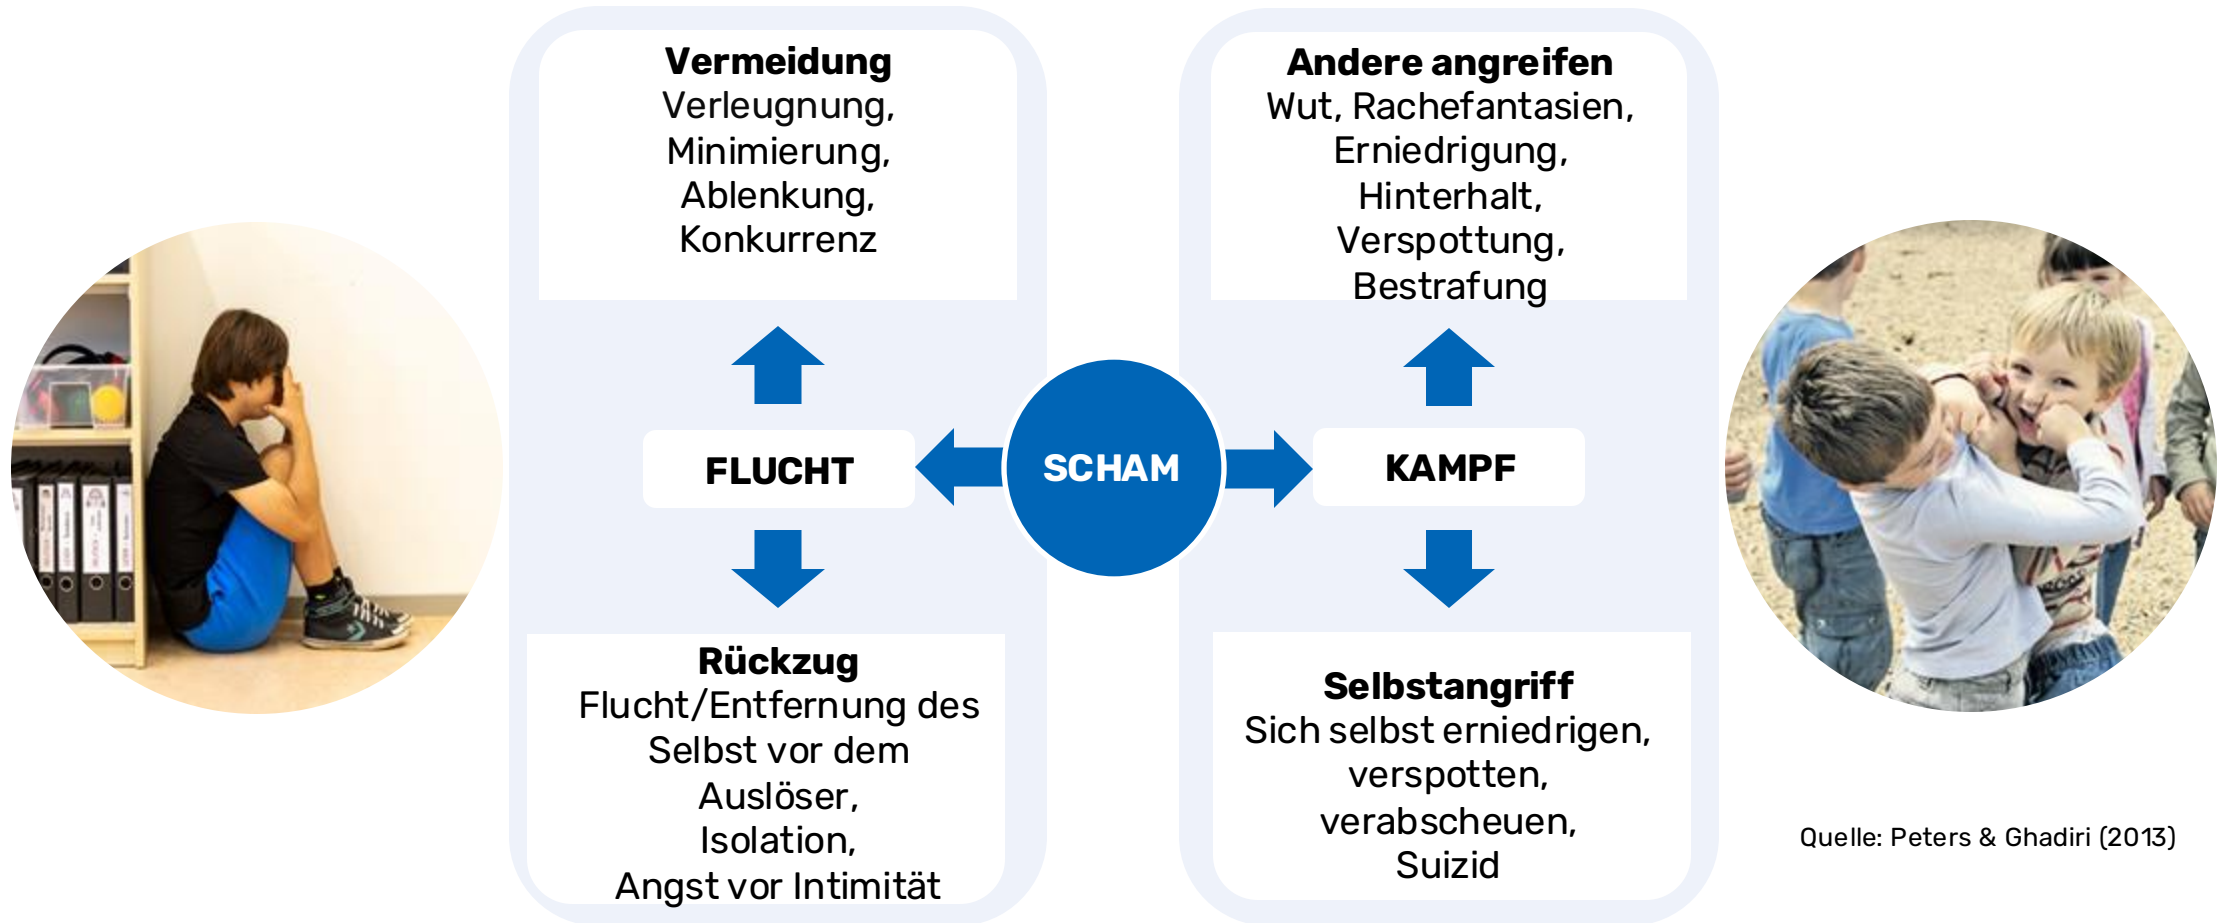 Vermeidung
Verleugnung,
Minimierung,
Ablenkung,
Konkurrenz
Andere angreifen
Wut, Rachefantasien,
Erniedrigung,
Hinterhalt,
Verspottung,
Bestrafung
FLUCHT
SCHAM
KAMPF
Rückzug
Flucht/Entfernung des
Selbst vor dem
Auslöser,
Isolation,
Angst vor Intimität
Selbstangriff
Sich selbst erniedrigen,
verspotten,
verabscheuen,
Suizid
Quelle: Peters & Ghadiri (2013)